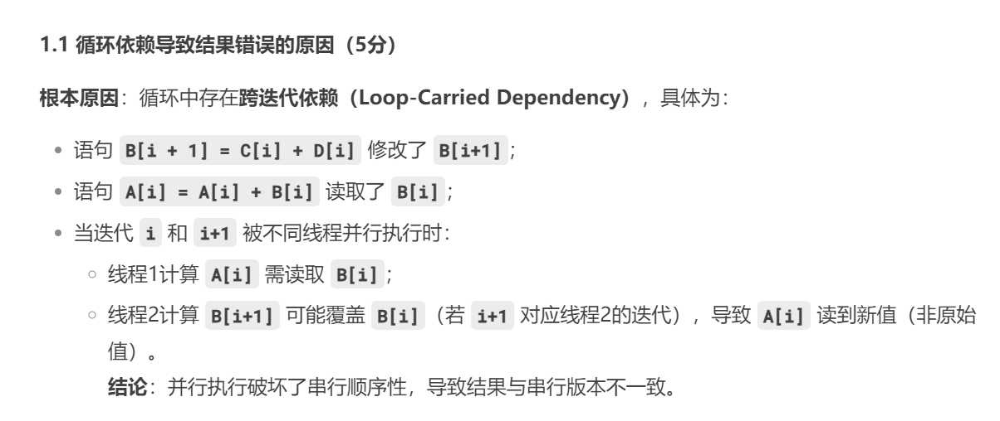 1.1 循环依赖导致结果错误的原因（5分）
根本原因：循环中存在跨迭代依赖（Loop-Carried Dependency），具体为：
语句 B[i + 1] = C[i] + D[i] 修改了 B[i+1]；
语句 A[i] = A[i] + B[i] 读取了 B[i]；
当迭代 i 和 i+1 被不同线程并行执行时：
线程1计算 A[i] 需读取 B[i]；
线程2计算 B[i+1] 可能覆盖 B[i]（若 i+1 对应线程2的迭代），导致 A[i] 读到新值（非原始
值）。
结论：并行执行破坏了串行顺序性，导致结果与串行版本不一致。